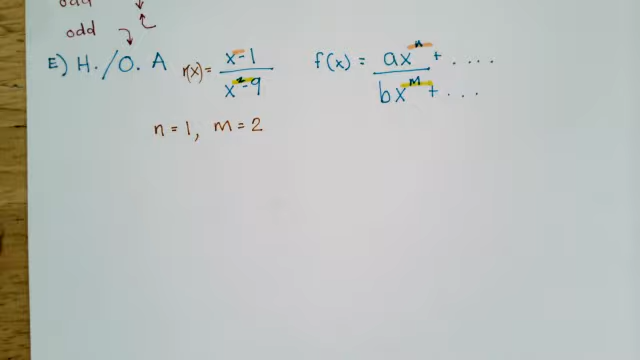 odd
odd
E) H./O. A r(x) = x-1 / x²-9 f(x) = axⁿ + .... / bxᵐ + ...
n = 1, m = 2